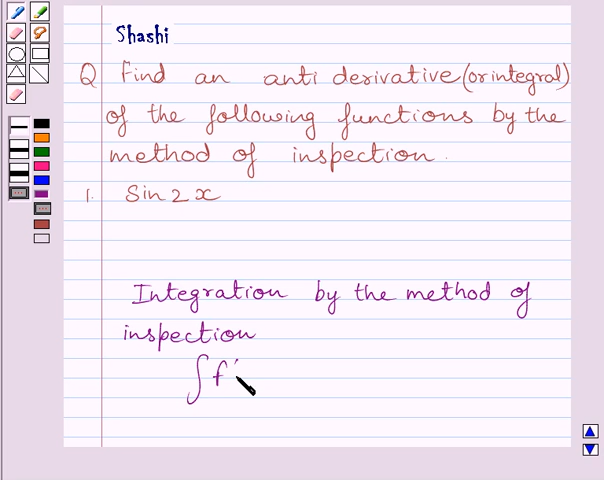 Shashi
Q Find an anti derivative (or integral)
of the following functions by the
method of inspection.
1. Sin 2x
Integration by the method of
inspection
∫ f'